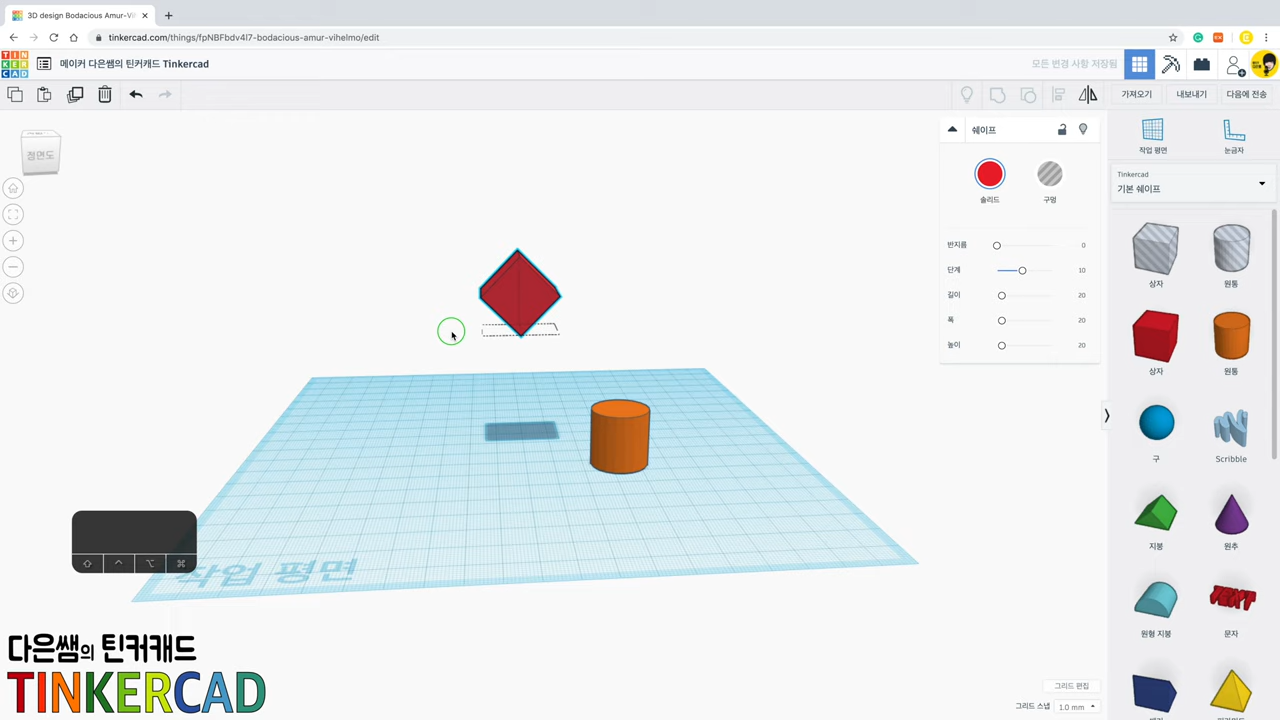 3D design Bodacious Amur-Vih
tinkercad.com/things/fpNBFbdv4l7-bodacious-amur-vihelmo/edit
TIN
KER
CAD
메이커 다은쌤의 틴커캐드 Tinkercad
모든 변경 사항 저장됨
가져오기
내보내기
다음에 전송
정면도
쉐이프
솔리드
구멍
반지름
0
단계
10
길이
20
폭
20
높이
20
작업 평면
눈금자
Tinkercad
기본 쉐이프
상자
원통
상자
원통
구
Scribble
지붕
원추
원형 지붕
TEXT
문자
작업 평면
그리드 편집
그리드 스냅
1.0 mm
다은쌤의 틴커캐드
TINKERCAD